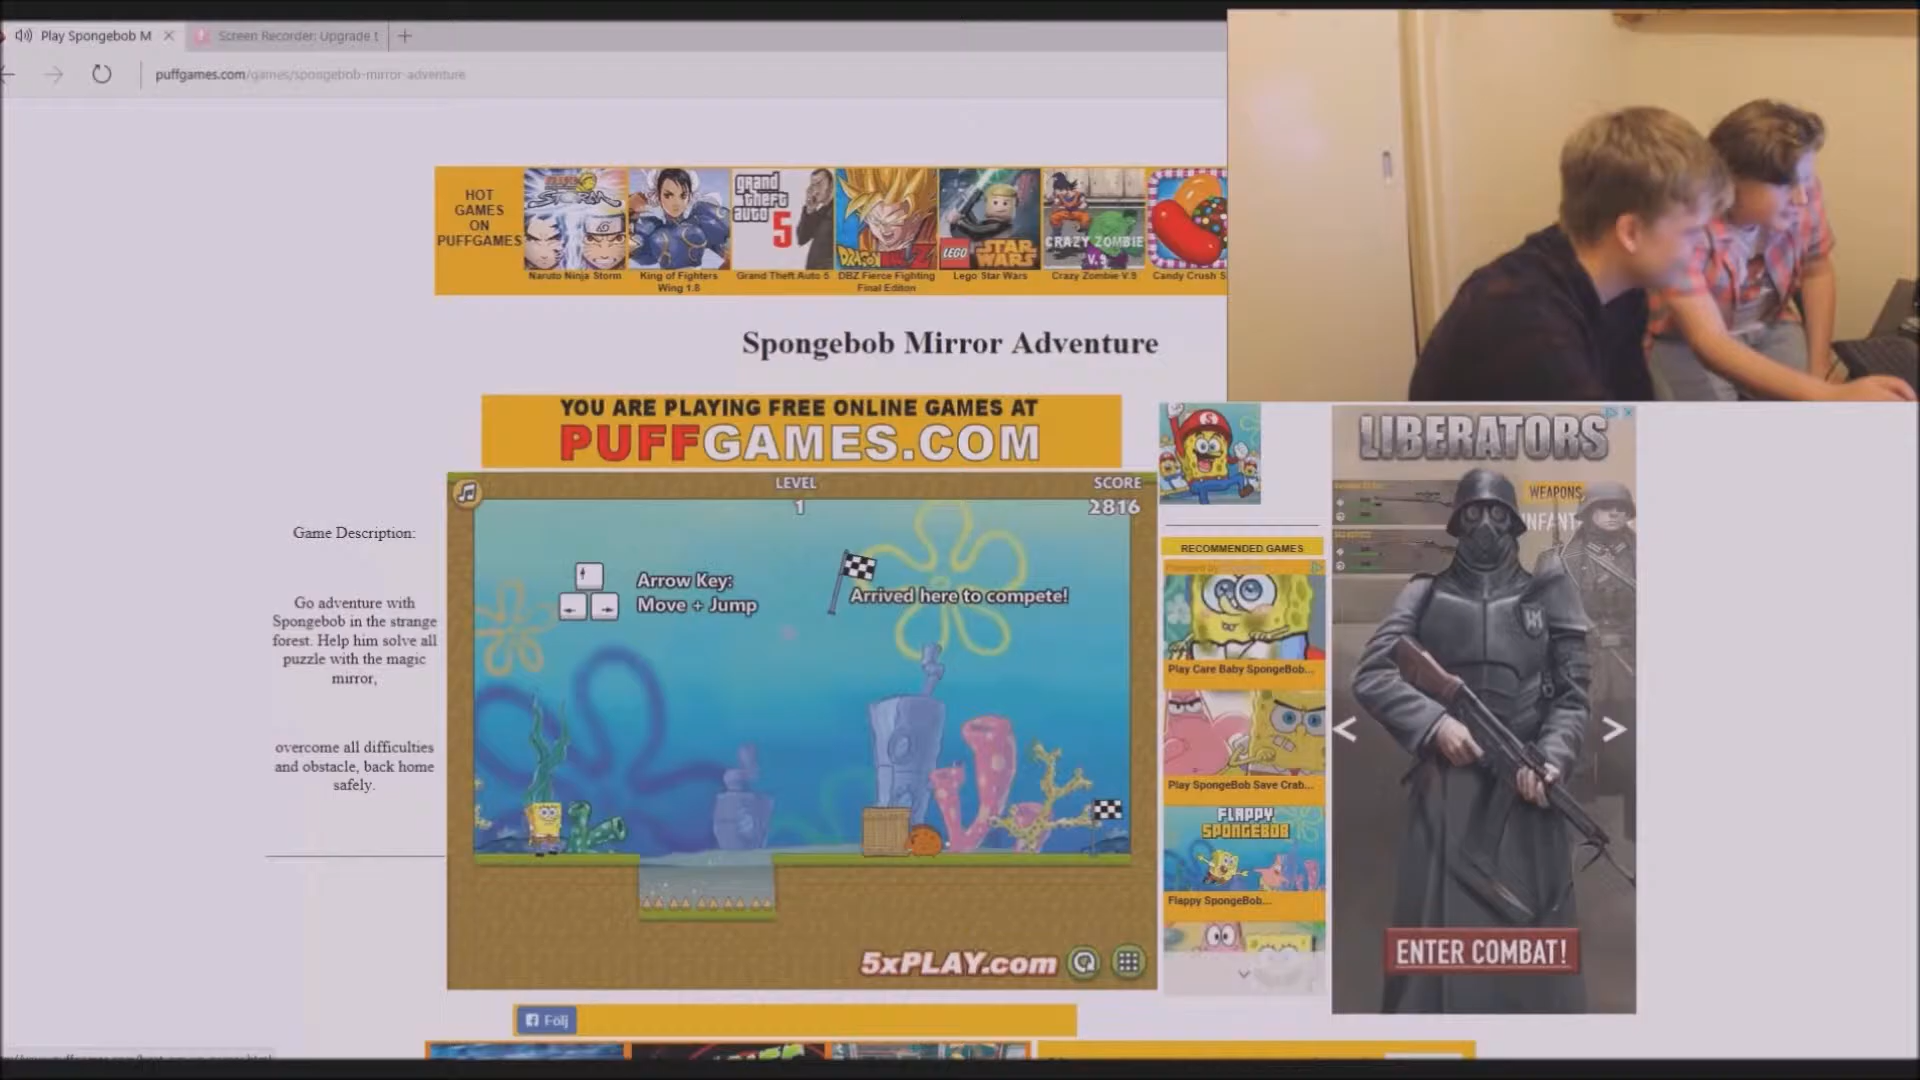 Play Spongebob M
Screen Recorder: Upgrade t
puffgames.com/games/spongebob-mirror-adventure
HOT
GAMES
ON
PUFFGAMES
STORM
grand
theft
auto
5
LEGO
STAR
WARS
CRAZY ZOMBIE
V.9
Naruto Ninja Storm
King of Fighters
Wing 1.8
Grand Theft Auto 5
DBZ Fierce Fighting
Final Editon
Lego Star Wars
Crazy Zombie V.9
Candy Crush S
Spongebob Mirror Adventure
YOU ARE PLAYING FREE ONLINE GAMES AT
PUFFGAMES.COM
LEVEL
1
SCORE
2816
Arrow Key:
Move + Jump
Arrived here to compete!
5xPLAY.com
Game Description:
Go adventure with
Spongebob in the strange
forest. Help him solve all
puzzle with the magic
mirror,
overcome all difficulties
and obstacle, back home
safely.
RECOMMENDED GAMES
Play Care Baby SpongeBob...
Play SpongeBob Save Crab...
FLAPPY
SPONGEBOB
Flappy SpongeBob...
LIBERATORS
WEAPONS
INFANT
ENTER COMBAT!
Följ